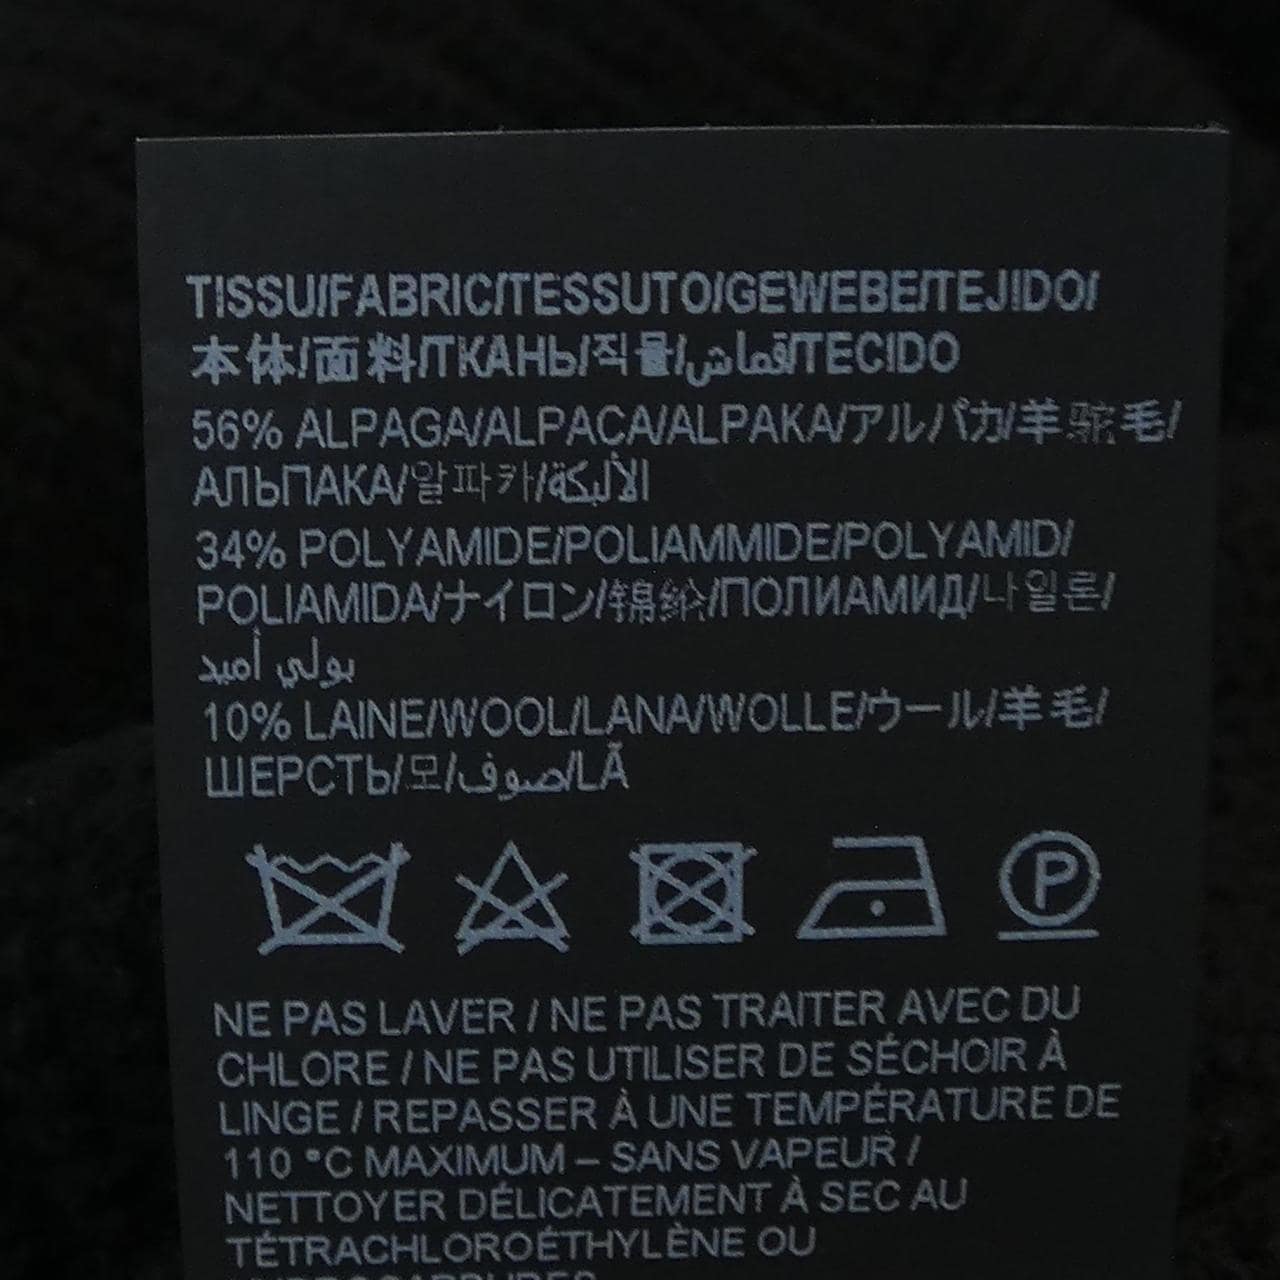 TISSU/FABRIC/TESSUTO/GEWEBE/TEJIDO/
本体/面料/ТКАНЬ/직물/قماش/TECIDO
56% ALPAGA/ALPACA/ALPAKA/アルパカ/羊驼毛/
АЛЬПАКА/알파카/الألبكة
34% POLYAMIDE/POLIAMMIDE/POLYAMID/
POLIAMIDA/ナイロン/锦纶/ПОЛИАМИД/나일론/
بولي أميد
10% LAINE/WOOL/LANA/WOLLE/ウール/羊毛/
ШЕРСТЬ/모/صوف/LÃ
P
NE PAS LAVER / NE PAS TRAITER AVEC DU
CHLORE / NE PAS UTILISER DE SÉCHOIR À
LINGE / REPASSER À UNE TEMPÉRATURE DE
110 °C MAXIMUM – SANS VAPEUR /
NETTOYER DÉLICATEMENT À SEC AU
TÉTRACHLOROÉTHYLÈNE OU